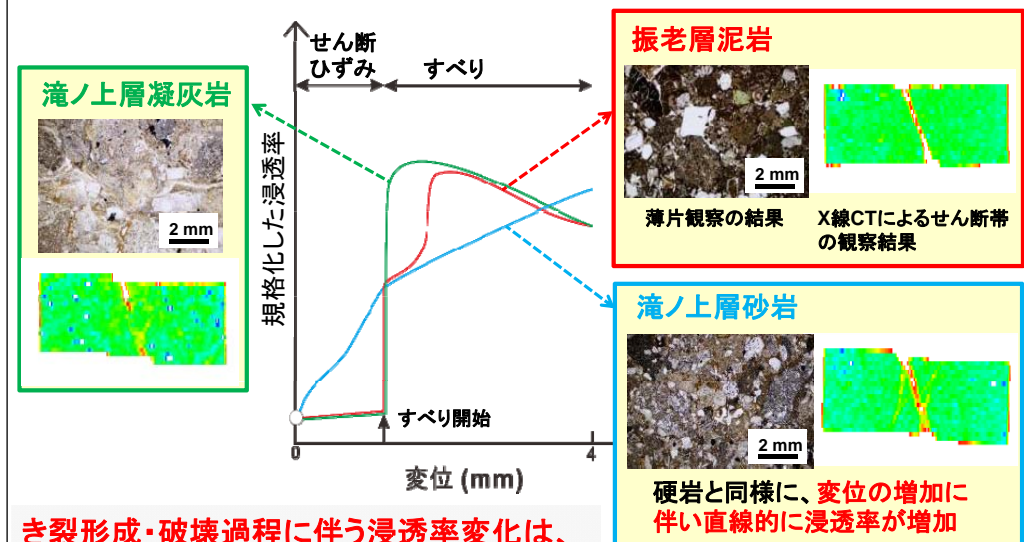 せん断
ひずみ
すべり
滝ノ上層凝灰岩
2 mm
規格化した浸透率
すべり開始
0
4
変位 (mm)
振老層泥岩
2 mm
薄片観察の結果
X線CTによるせん断帯
の観察結果
滝ノ上層砂岩
2 mm
硬岩と同様に、変位の増加に
伴い直線的に浸透率が増加
き裂形成・破壊過程に伴う浸透率変化は、